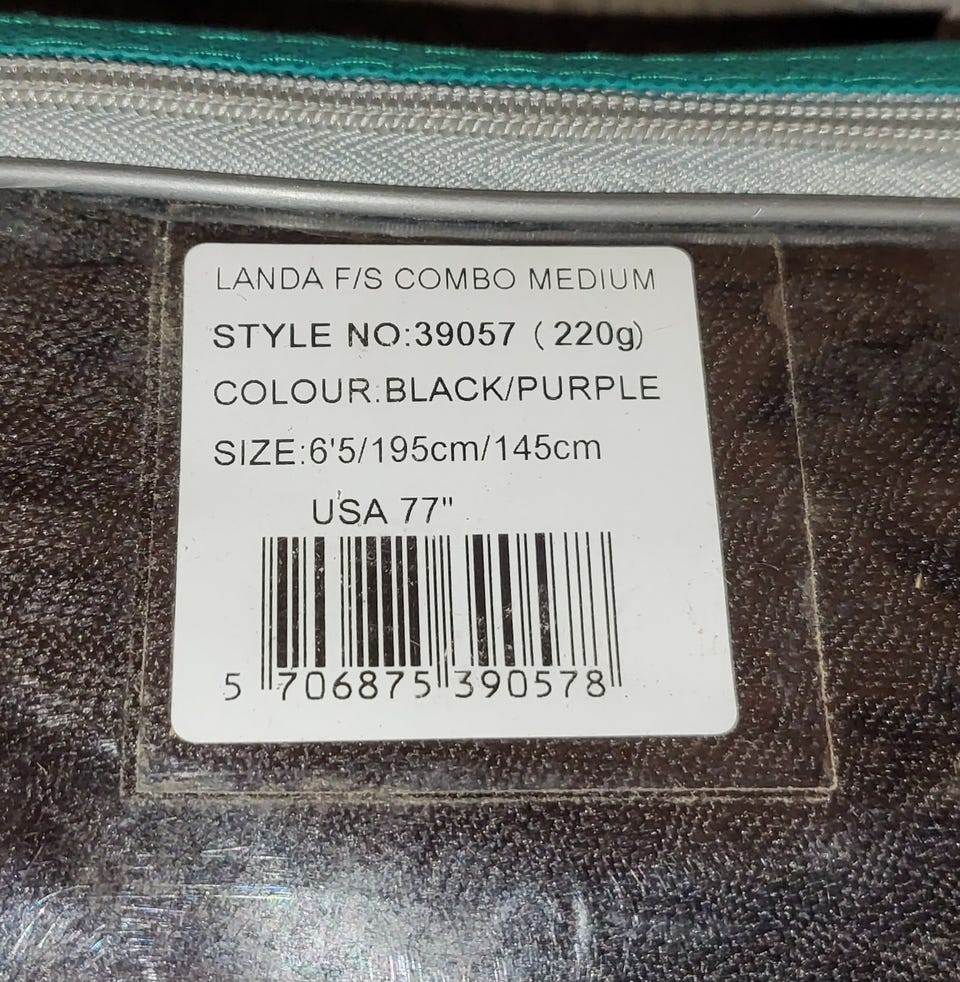 LANDA F/S COMBO MEDIUM
STYLE NO:39057 (220g)
COLOUR:BLACK/PURPLE
SIZE:6'5/195cm/145cm
USA 77"
5 706875 390578